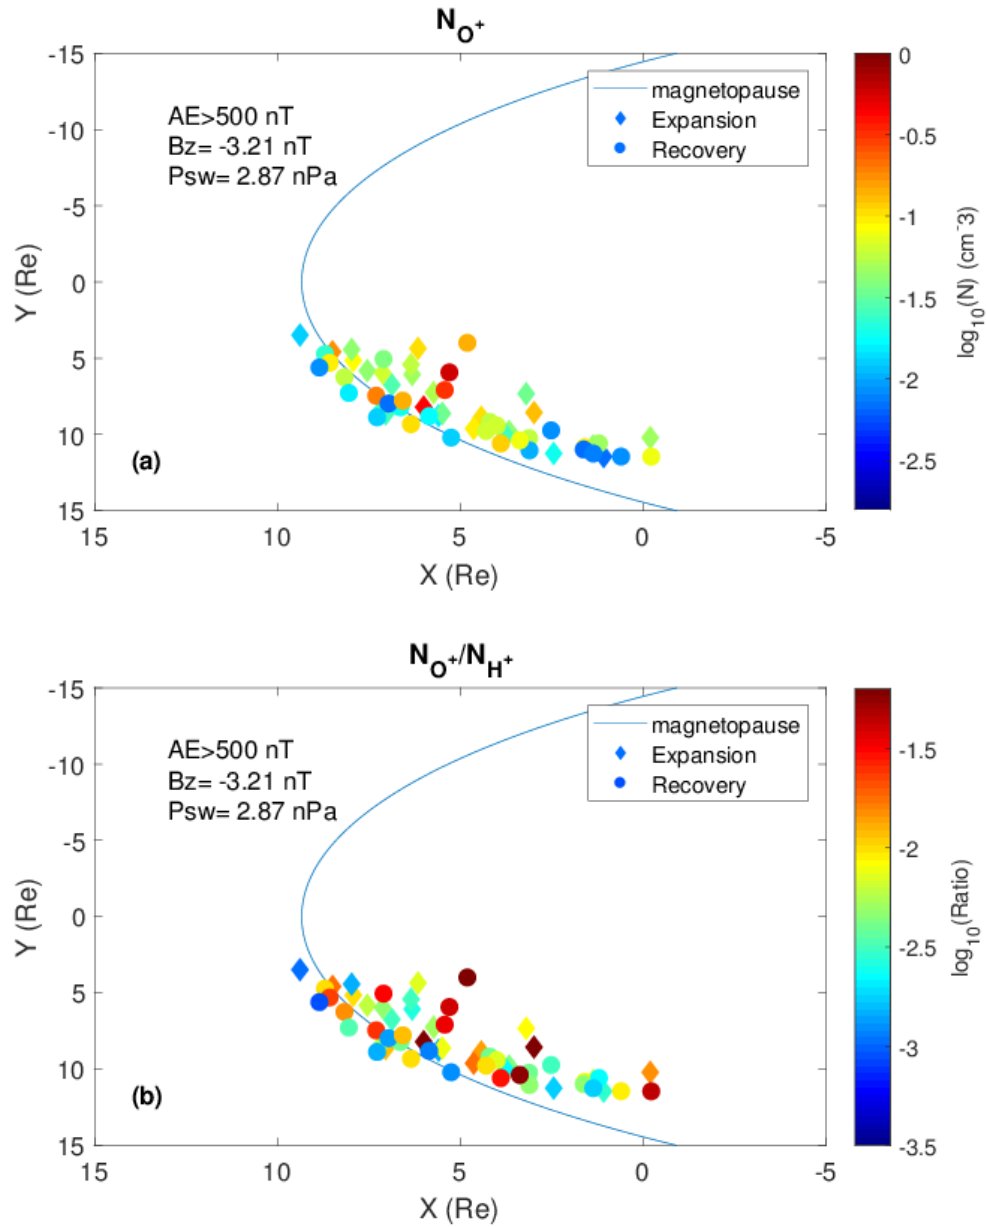 N_O+
-15
-10
-5
0
5
10
15
Y (Re)
AE>500 nT
Bz= -3.21 nT
Psw= 2.87 nPa
magnetopause
Expansion
Recovery
(a)
15
10
5
0
-5
X (Re)
0
-0.5
-1
-1.5
-2
-2.5
log10(N) (cm-3)
N_O+/N_H+
-15
-10
-5
0
5
10
15
Y (Re)
AE>500 nT
Bz= -3.21 nT
Psw= 2.87 nPa
magnetopause
Expansion
Recovery
(b)
15
10
5
0
-5
X (Re)
-1.5
-2
-2.5
-3
-3.5
log10(Ratio)